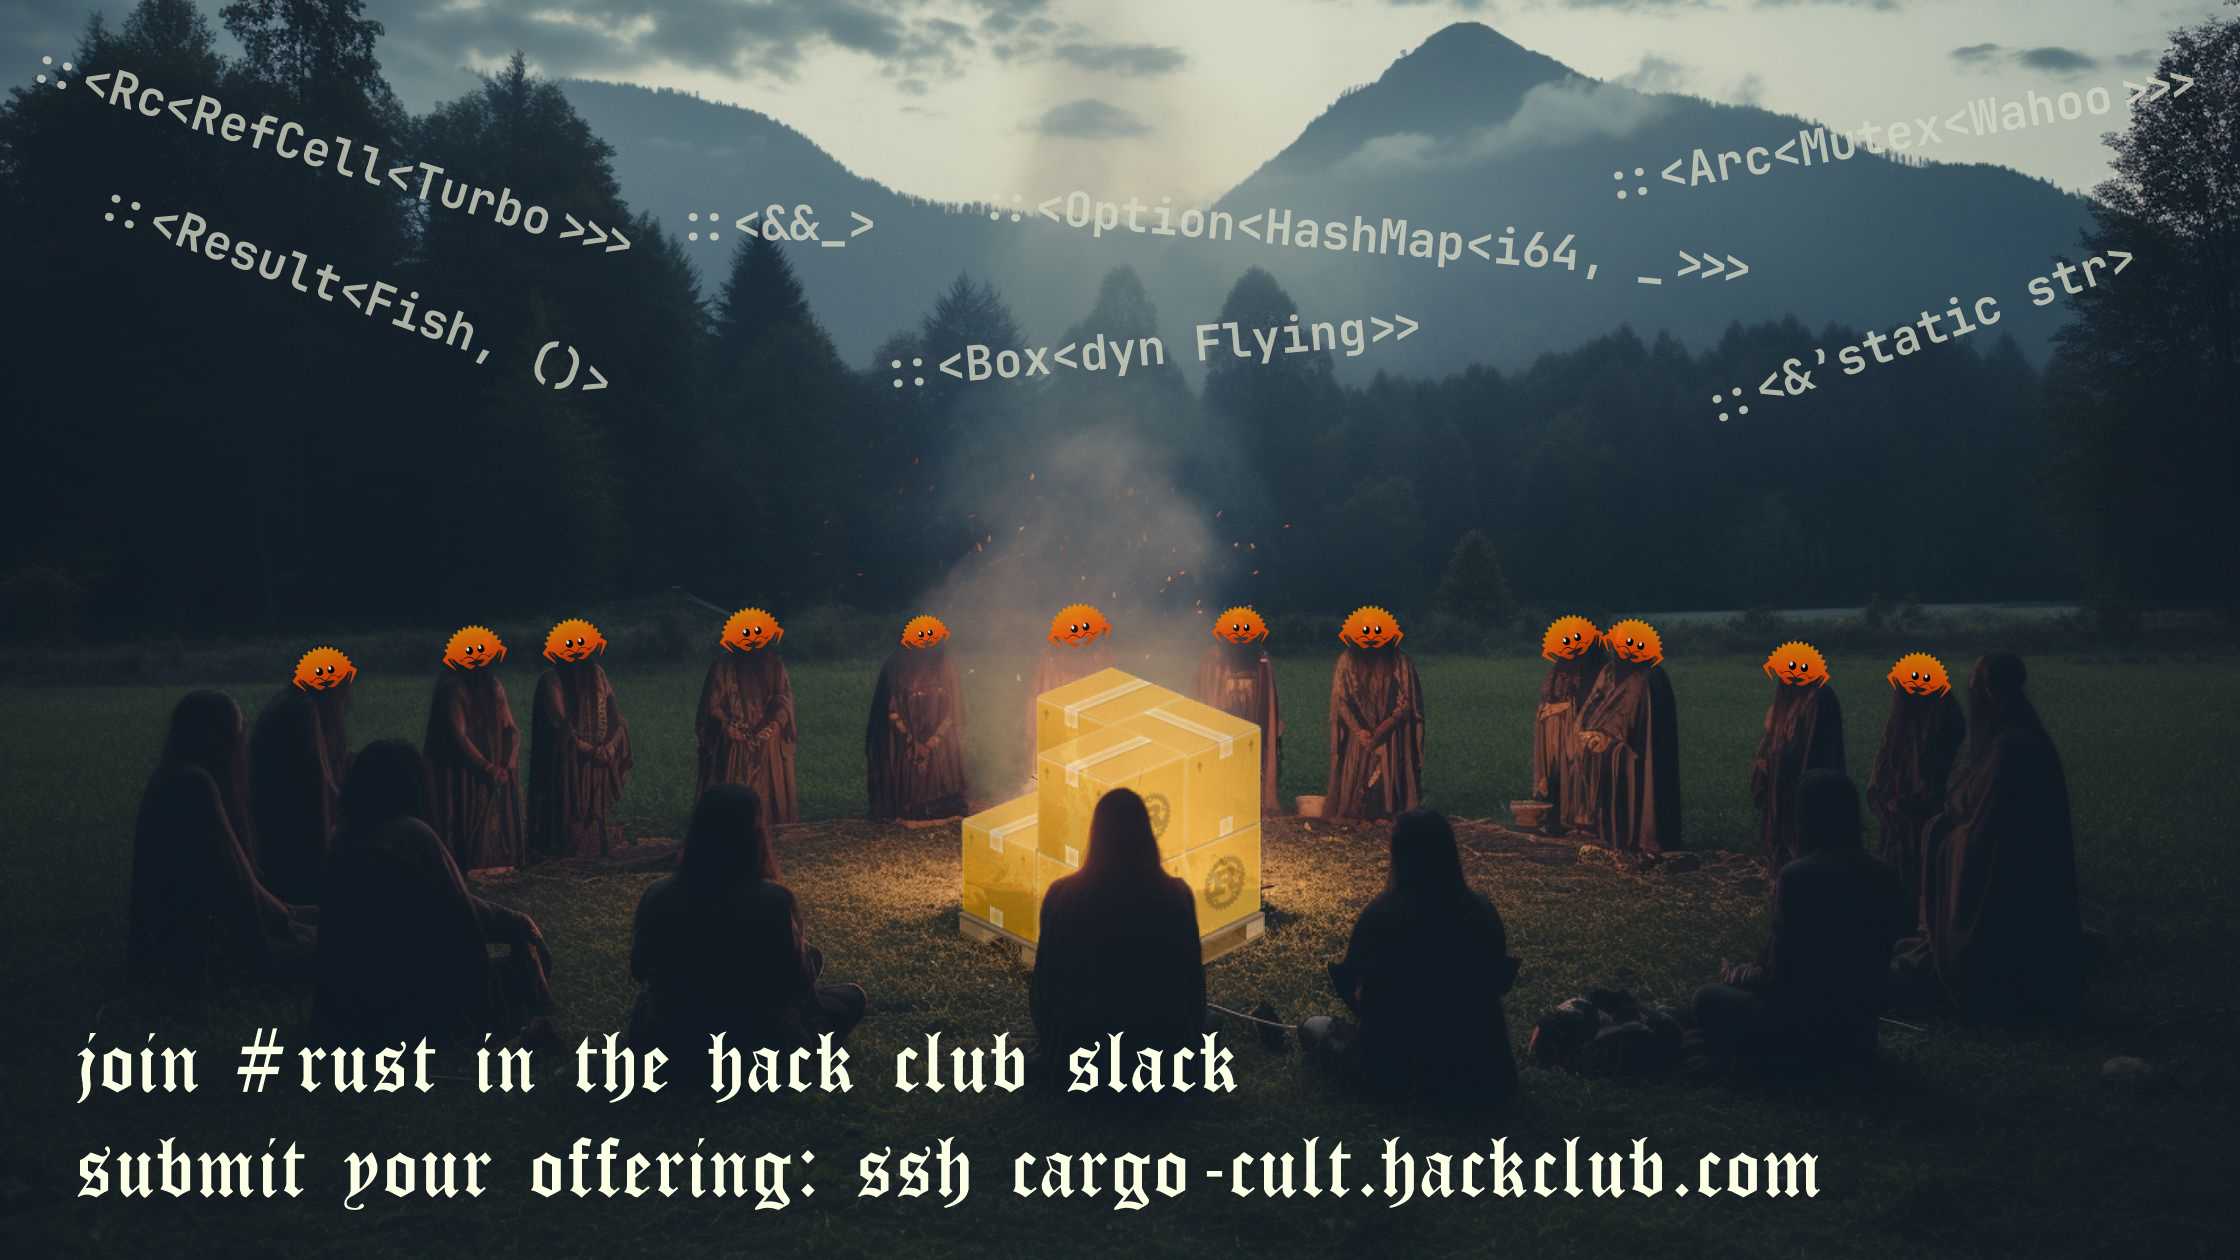 ::<Rc<RefCell<Turbo>>>
::<Result<Fish, ()>
::<&&_>
::<Option<HashMap<i64, _>>>
::<Arc<Mutex<Wahoo>>>
::<Box<dyn Flying>>
::<&'static str>
R
R
join #rust in the hack club slack
submit your offering: ssh cargo-cult.hackclub.com